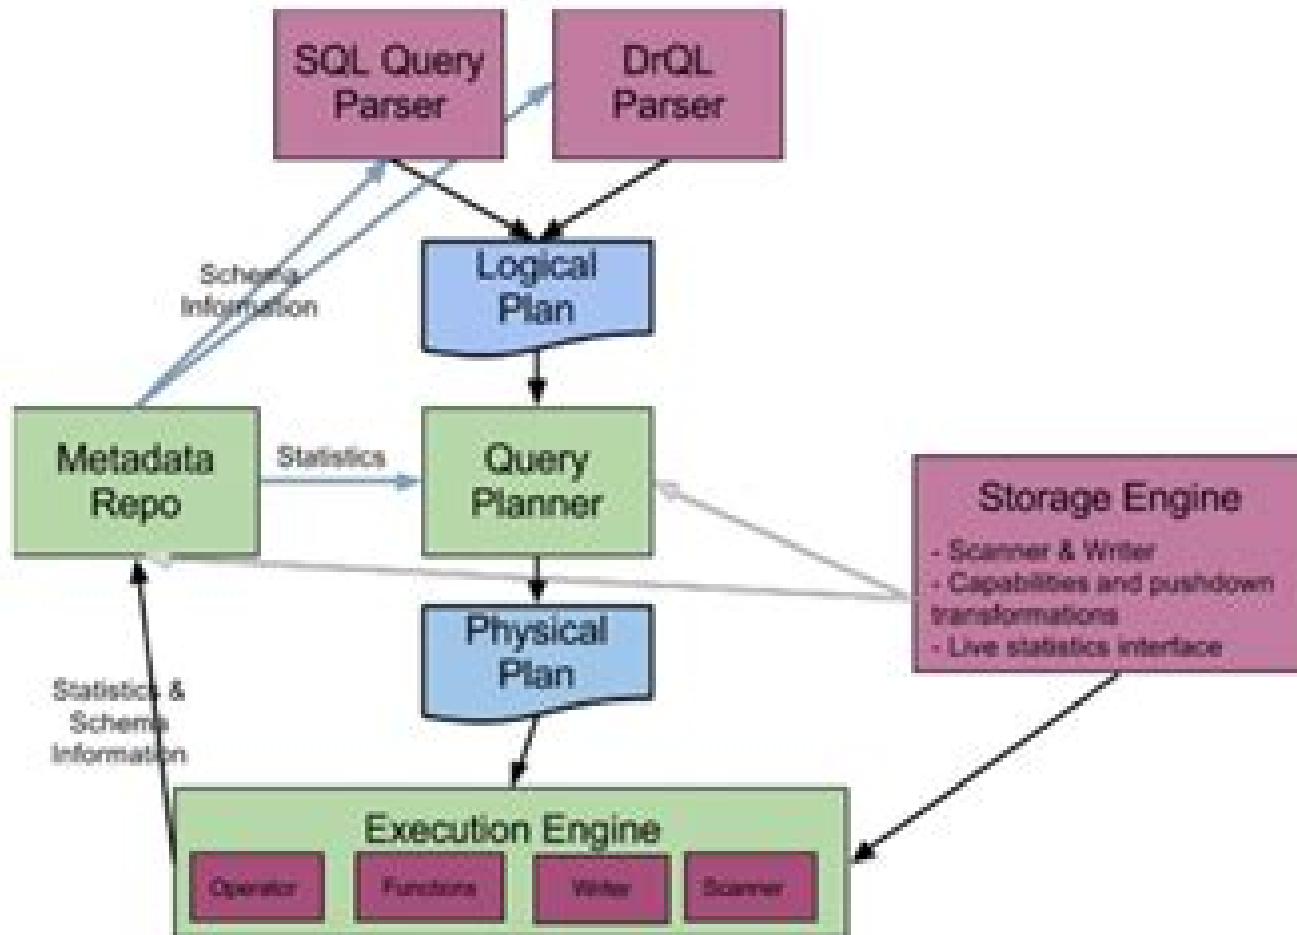 SQL Query
Parser
DrQL
Parser
Schema
Information
Logical
Plan
Metadata
Repo
Statistics
Query
Planner
Storage Engine
- Scanner & Writer
- Capabilities and pushdown
transformations
- Live statistics interface
Physical
Plan
Statistics &
Schema
Information
Execution Engine
Operator
Functions
Writer
Scanner